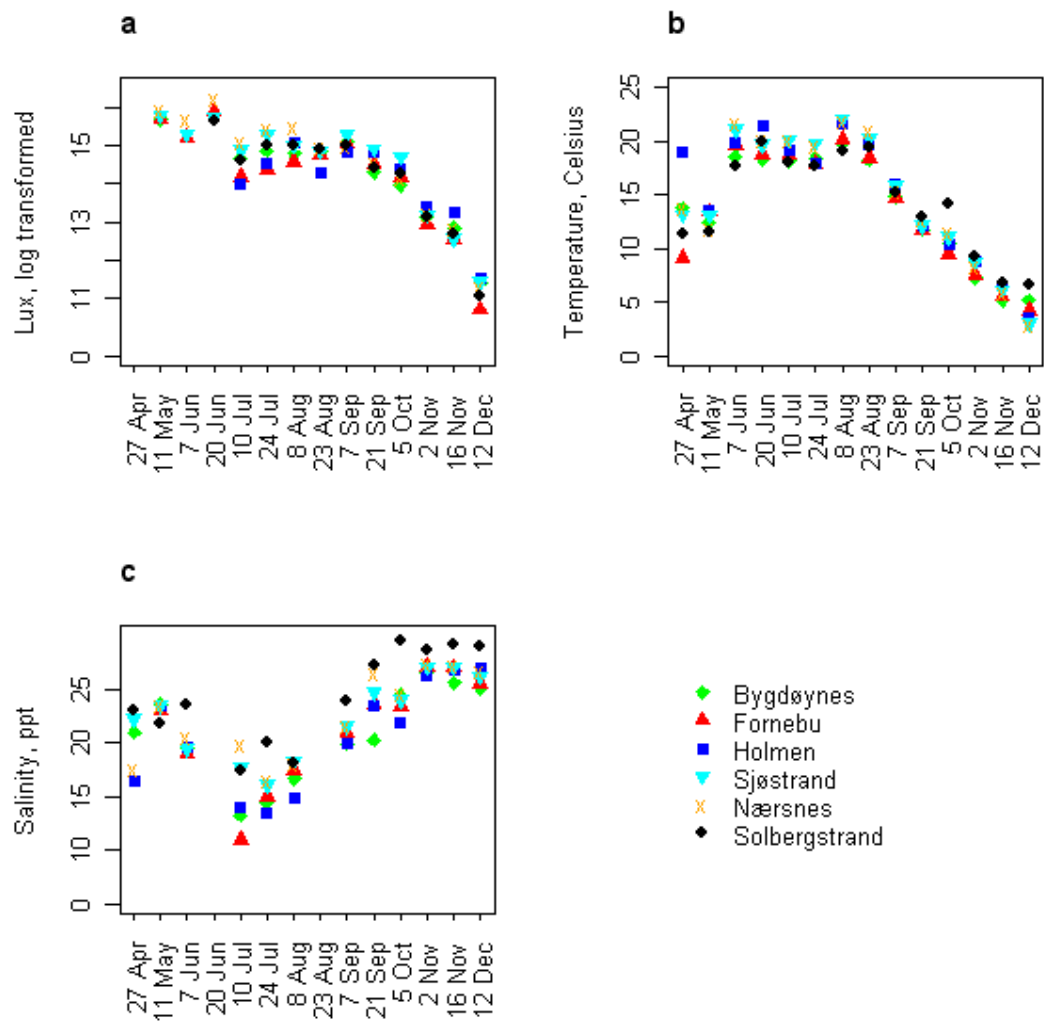 a
Lux, log transformed
15
13
11
0
27 Apr
11 May
7 Jun
20 Jun
10 Jul
24 Jul
8 Aug
23 Aug
7 Sep
21 Sep
5 Oct
2 Nov
16 Nov
12 Dec
b
Temperature, Celsius
25
20
15
10
5
0
27 Apr
11 May
7 Jun
20 Jun
10 Jul
24 Jul
8 Aug
23 Aug
7 Sep
21 Sep
5 Oct
2 Nov
16 Nov
12 Dec
c
Salinity, ppt
25
20
15
10
0
27 Apr
11 May
7 Jun
20 Jun
10 Jul
24 Jul
8 Aug
23 Aug
7 Sep
21 Sep
5 Oct
2 Nov
16 Nov
12 Dec
Bygdøynes
Fornebu
Holmen
Sjøstrand
Nærsnes
Solbergstrand